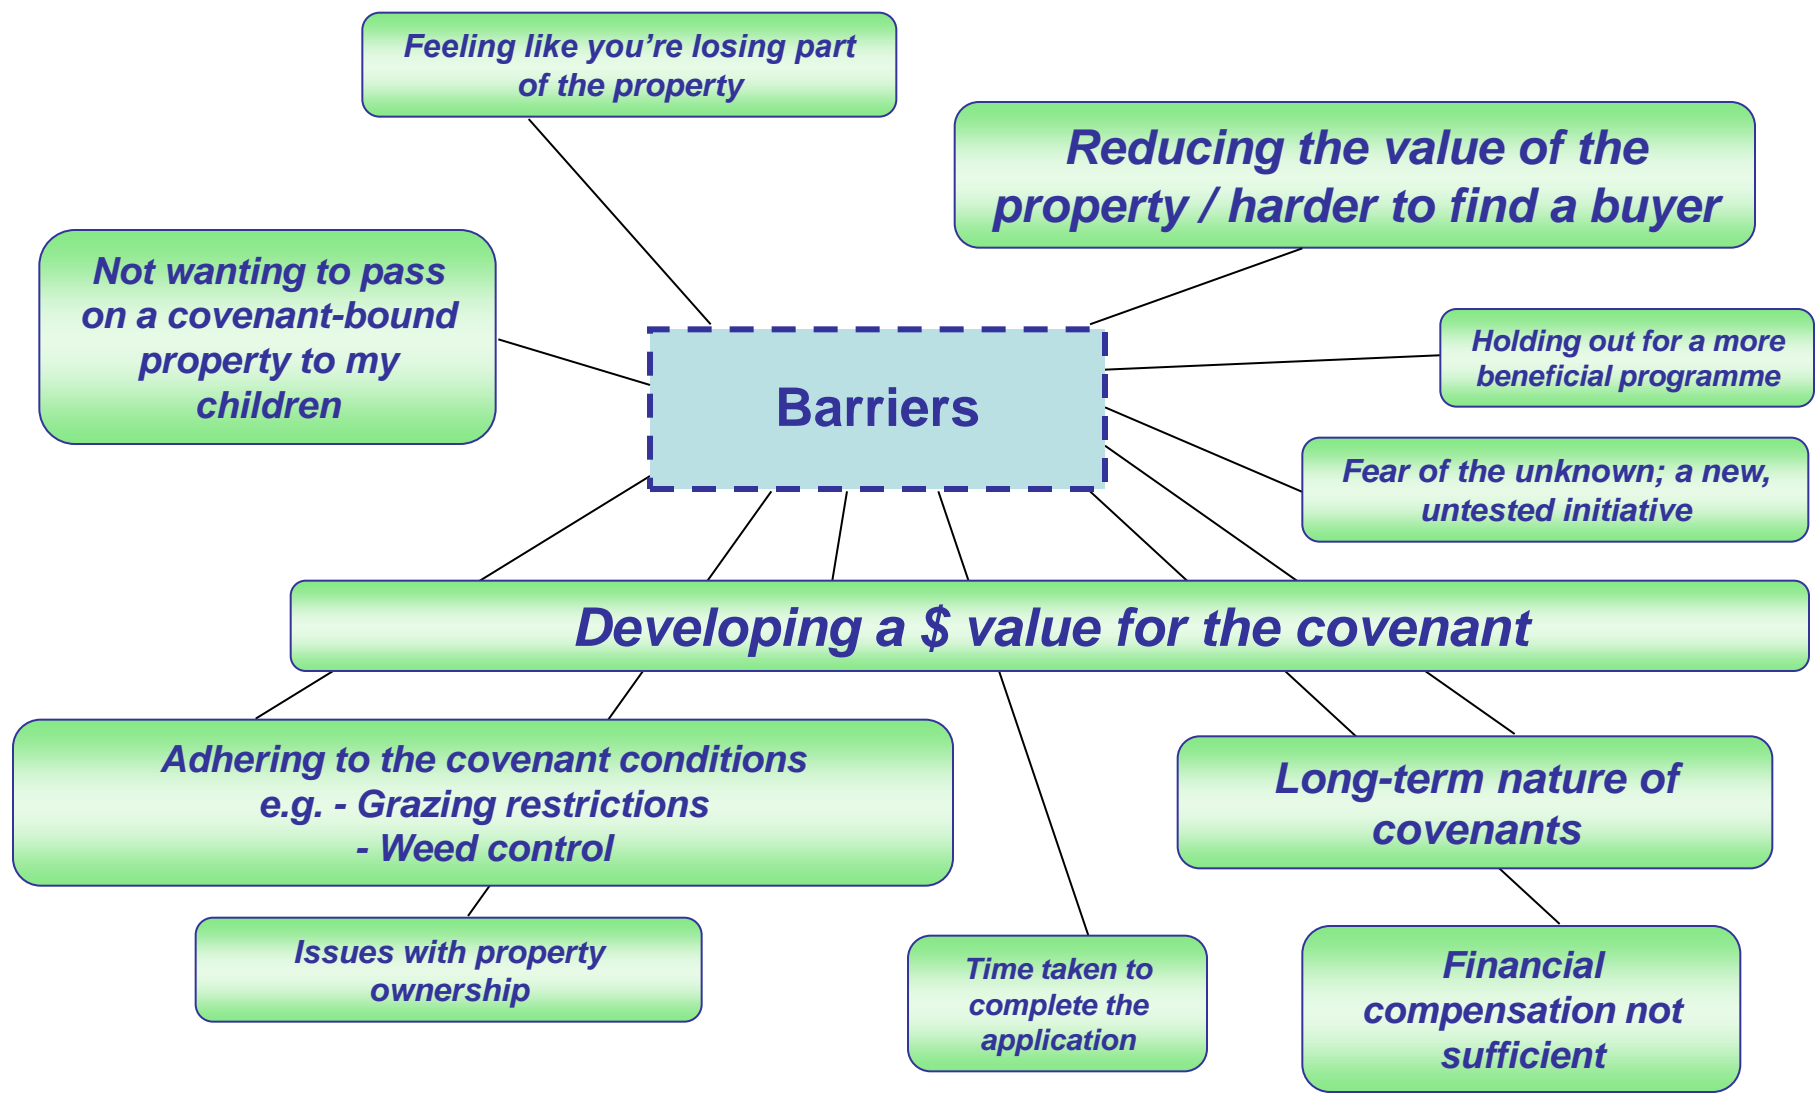 Feeling like you’re losing part
of the property
Reducing the value of the
property / harder to find a buyer
Not wanting to pass
on a covenant-bound
property to my
children
Barriers
Holding out for a more
beneficial programme
Fear of the unknown; a new,
untested initiative
Developing a $ value for the covenant
Adhering to the covenant conditions
e.g. - Grazing restrictions
- Weed control
Long-term nature of
covenants
Issues with property
ownership
Time taken to
complete the
application
Financial
compensation not
sufficient